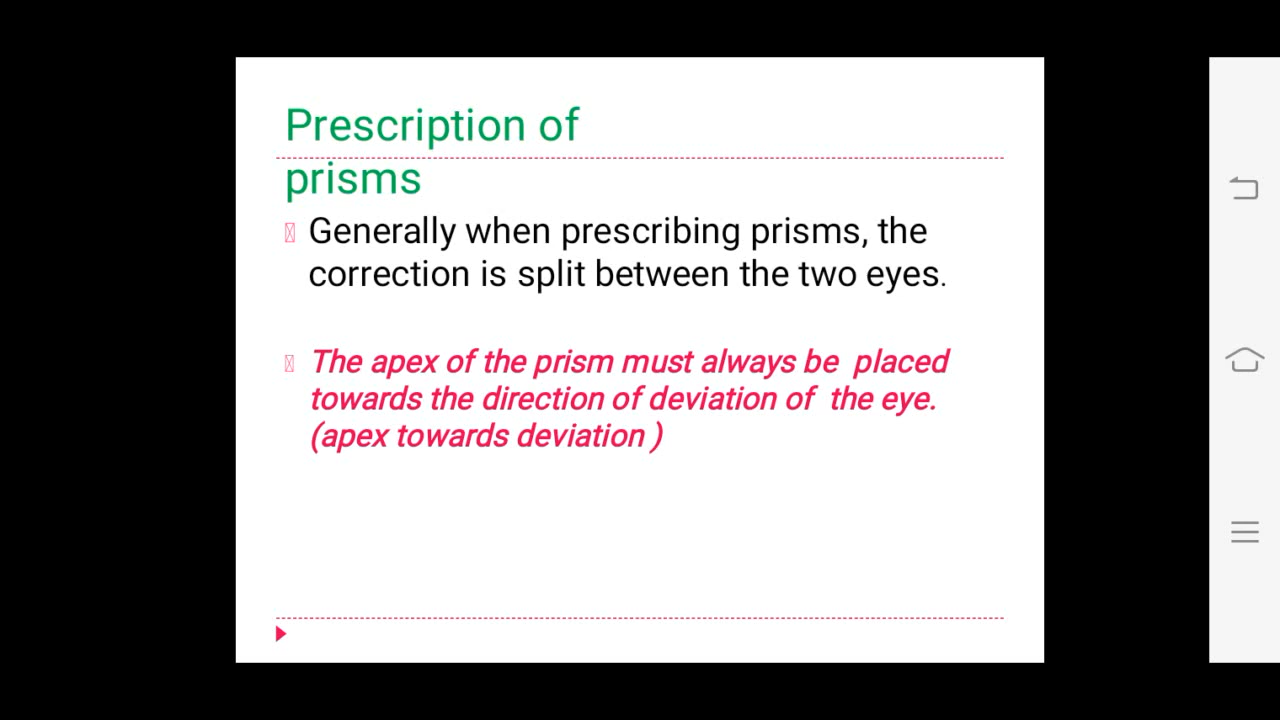 Prescription of
prisms
Generally when prescribing prisms, the
correction is split between the two eyes.
The apex of the prism must always be placed
towards the direction of deviation of the eye.
(apex towards deviation )